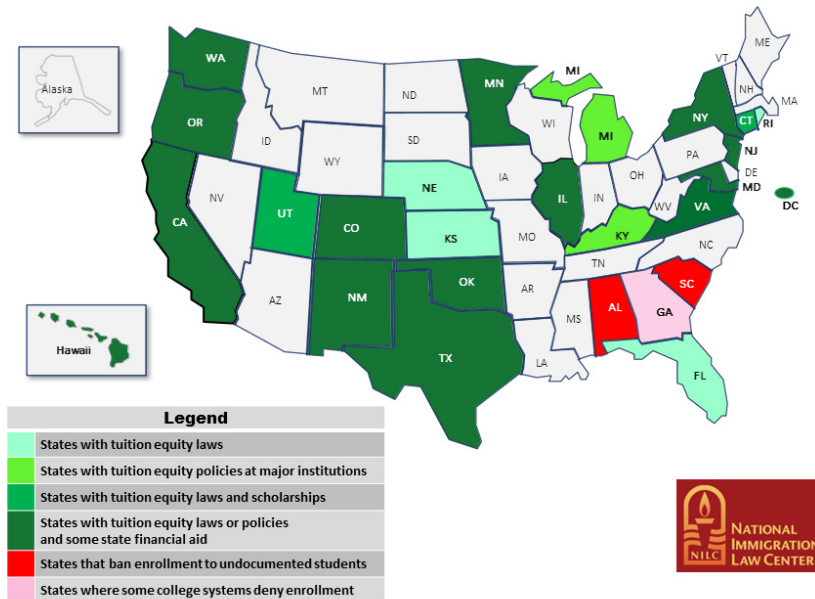 ME
WA
VT
MT
ND
MN
MI
NH
Alaska
MA
OR
NY
CT
RI
ID
SD
WI
MI
WY
PA
NJ
IA
NE
OH
DE
MD
NV
IL
IN
WV
VA
DC
UT
CA
CO
KS
MO
KY
NC
TN
OK
SC
AZ
NM
AR
AL
GA
MS
Hawaii
TX
LA
FL
Legend
States with tuition equity laws
States with tuition equity policies at major institutions
States with tuition equity laws and scholarships
States with tuition equity laws or policies
and some state financial aid
States that ban enrollment to undocumented students
States where some college systems deny enrollment
NILC
NATIONAL
IMMIGRATION
LAW CENTER